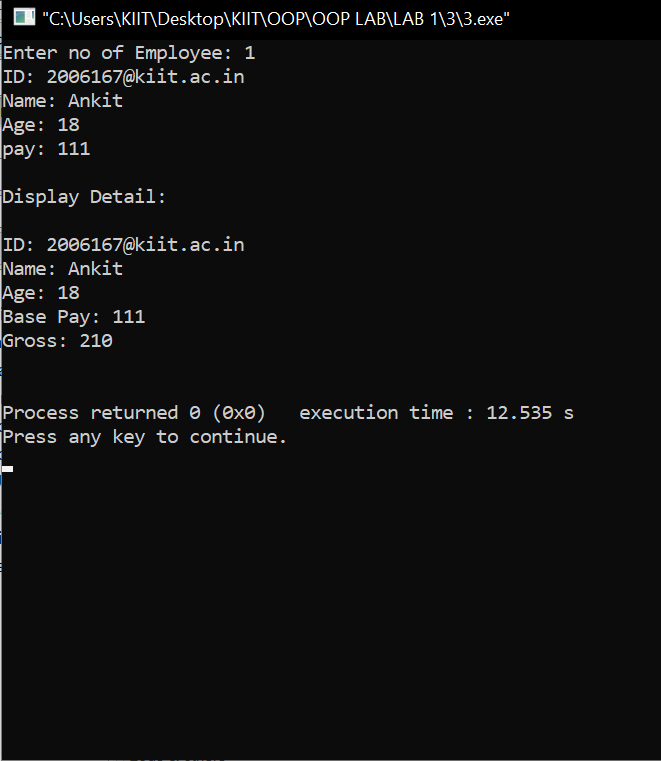 "C:\Users\KIIT\Desktop\KIIT\OOP\OOP LAB\LAB 1\3\3.exe"
Enter no of Employee: 1
ID: 2006167@kiit.ac.in
Name: Ankit
Age: 18
pay: 111
Display Detail:
ID: 2006167@kiit.ac.in
Name: Ankit
Age: 18
Base Pay: 111
Gross: 210
Process returned 0 (0x0)   execution time : 12.535 s
Press any key to continue.